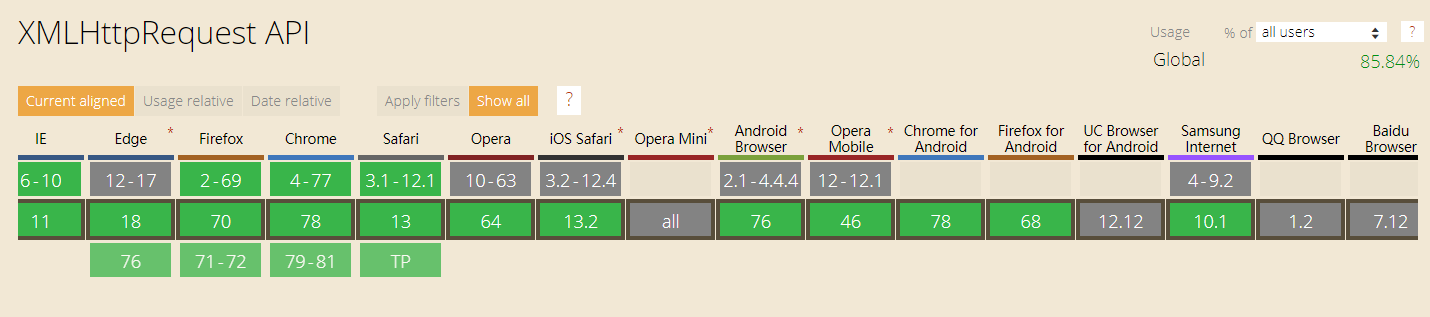 XMLHttpRequest API
Usage % of all users ?
Global 85.84%
Current aligned Usage relative Date relative Apply filters Show all ?
IE Edge * Firefox Chrome Safari Opera iOS Safari * Opera Mini * Android Browser * Opera Mobile * Chrome for Android Firefox for Android UC Browser for Android Samsung Internet QQ Browser Baidu Browser
6-10 12-17 2-69 4-77 3.1-12.1 10-63 3.2-12.4 2.1-4.4.4 12-12.1 4-9.2
11 18 70 78 13 64 13.2 all 76 46 78 68 12.12 10.1 1.2 7.12
76 71-72 79-81 TP